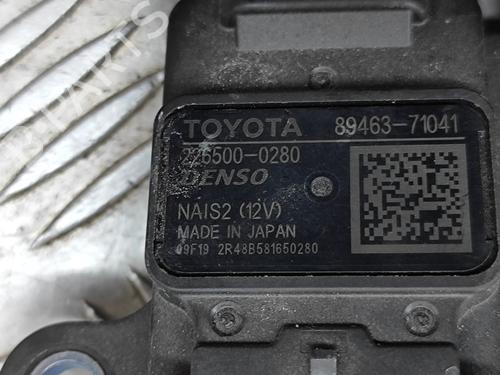 TOYOTA 89463-71041
226500-0280
DENSO
NAIS2 (12V)
MADE IN JAPAN
09F19 2R48B581650280